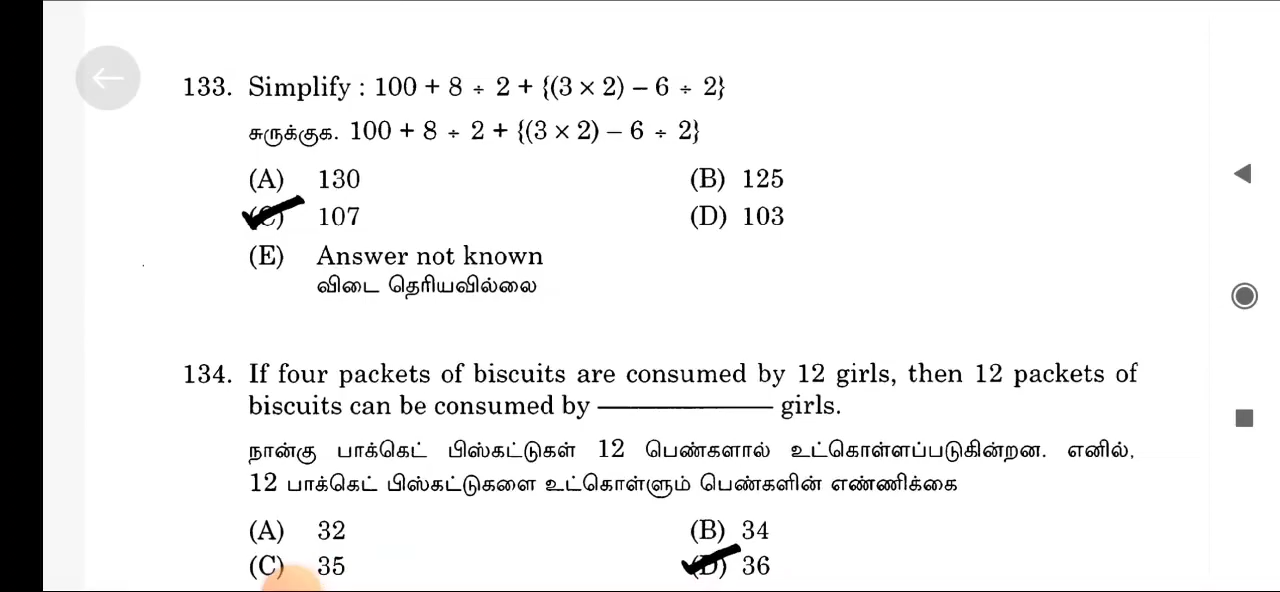 133. Simplify : 100 + 8 ÷ 2 + {(3 × 2) – 6 ÷ 2}
சுருக்குக. 100 + 8 ÷ 2 + {(3 × 2) – 6 ÷ 2}
(A) 130 (B) 125
(C) 107 (D) 103
(E) Answer not known
விடை தெரியவில்லை
134. If four packets of biscuits are consumed by 12 girls, then 12 packets of
biscuits can be consumed by ———— girls.
நான்கு பாக்கெட் பிஸ்கட்டுகள் 12 பெண்களால் உட்கொள்ளப்படுகின்றன. எனில்,
12 பாக்கெட் பிஸ்கட்டுகளை உட்கொள்ளும் பெண்களின் எண்ணிக்கை
(A) 32 (B) 34
(C) 35 (D) 36